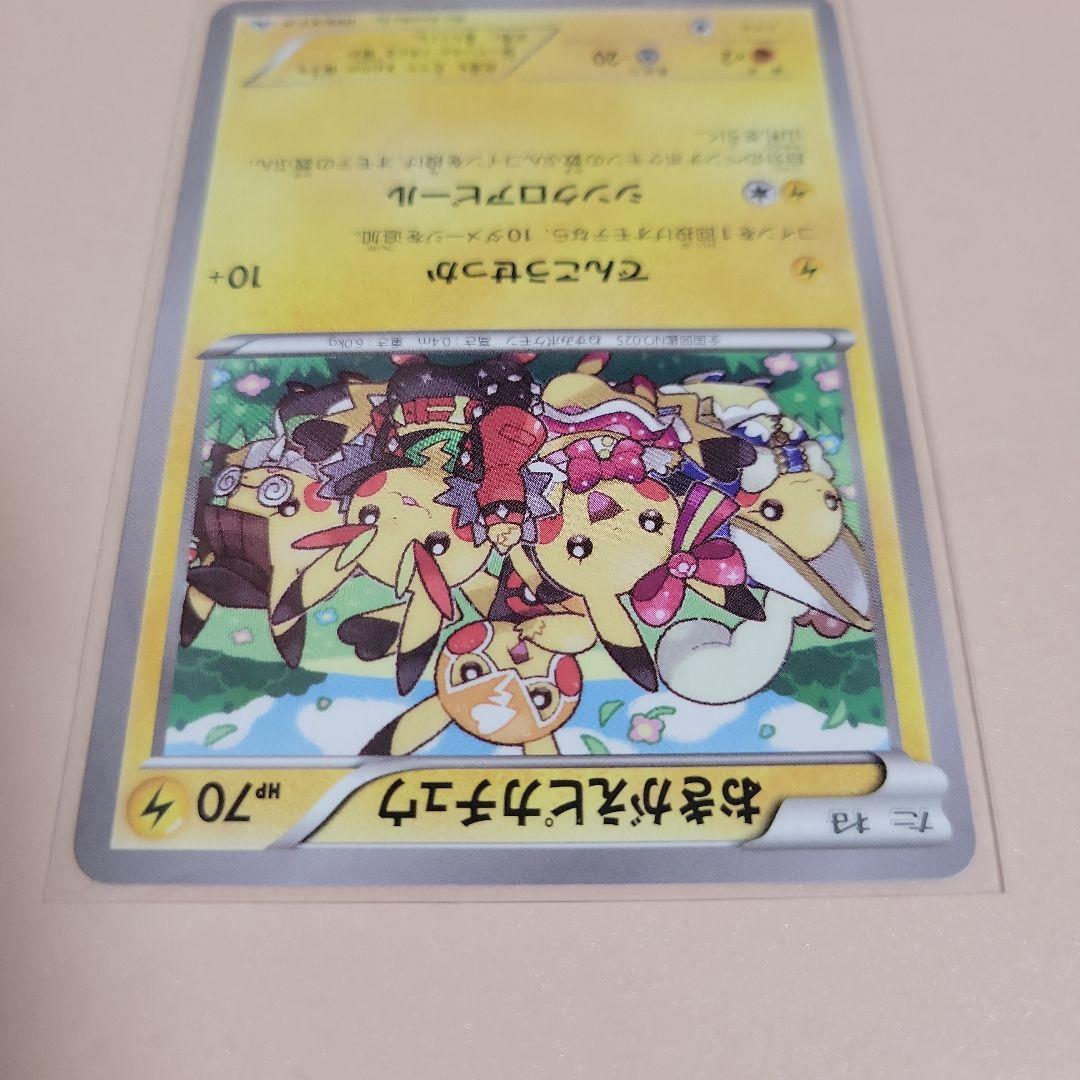 たね
おきがえピカチュウ
HP70
全国図鑑NO.025 ねずみポケモン 高さ:0.4m 重さ:6.0kg
でんこうせっか 10+
コインを1回投げオモテなら、10ダメージを追加。
シンクロアピール
自分のベンチポケモンの数ぶんコインを投げ、オモテの数ぶん、
山札を引く。
×2
-20